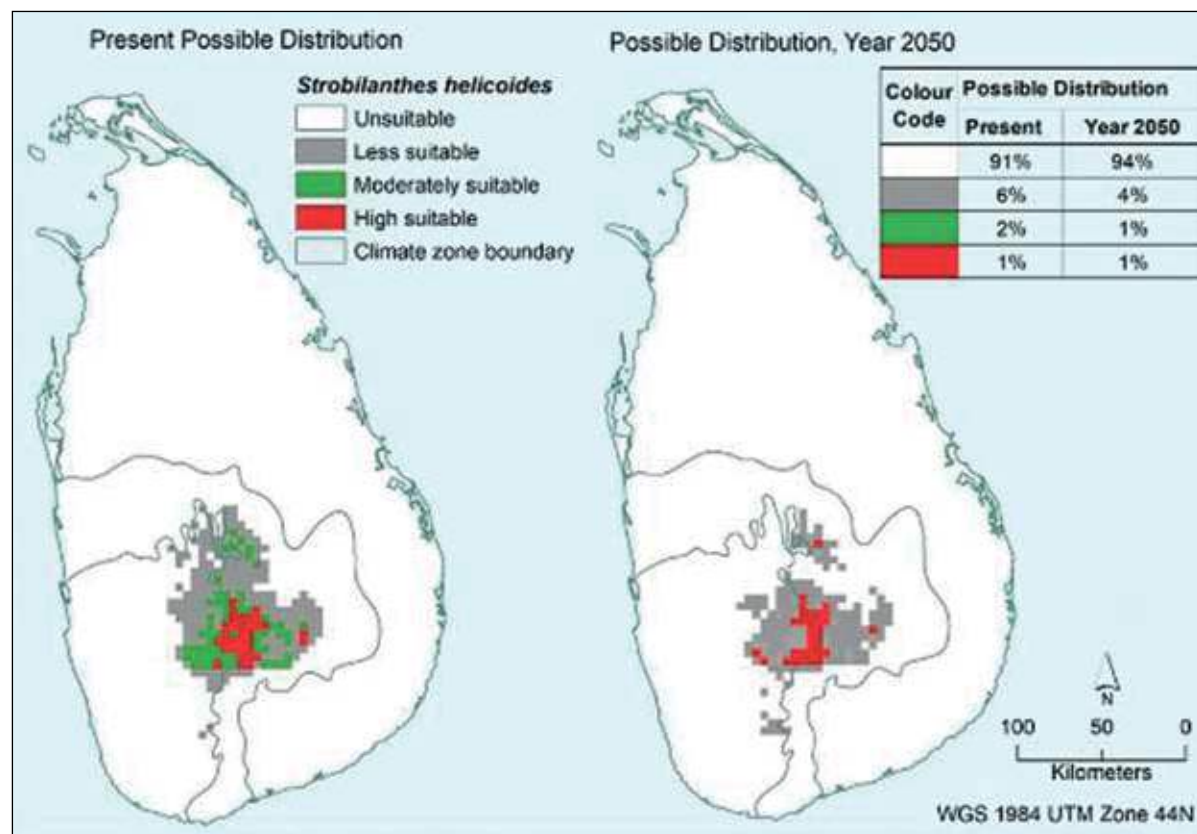 Present Possible Distribution
Strobilanthes helicoides
Unsuitable
Less suitable
Moderately suitable
High suitable
Climate zone boundary
Possible Distribution, Year 2050
Colour Code Possible Distribution
Present Year 2050
91% 94%
6% 4%
2% 1%
1% 1%
N
100 50 0
Kilometers
WGS 1984 UTM Zone 44N